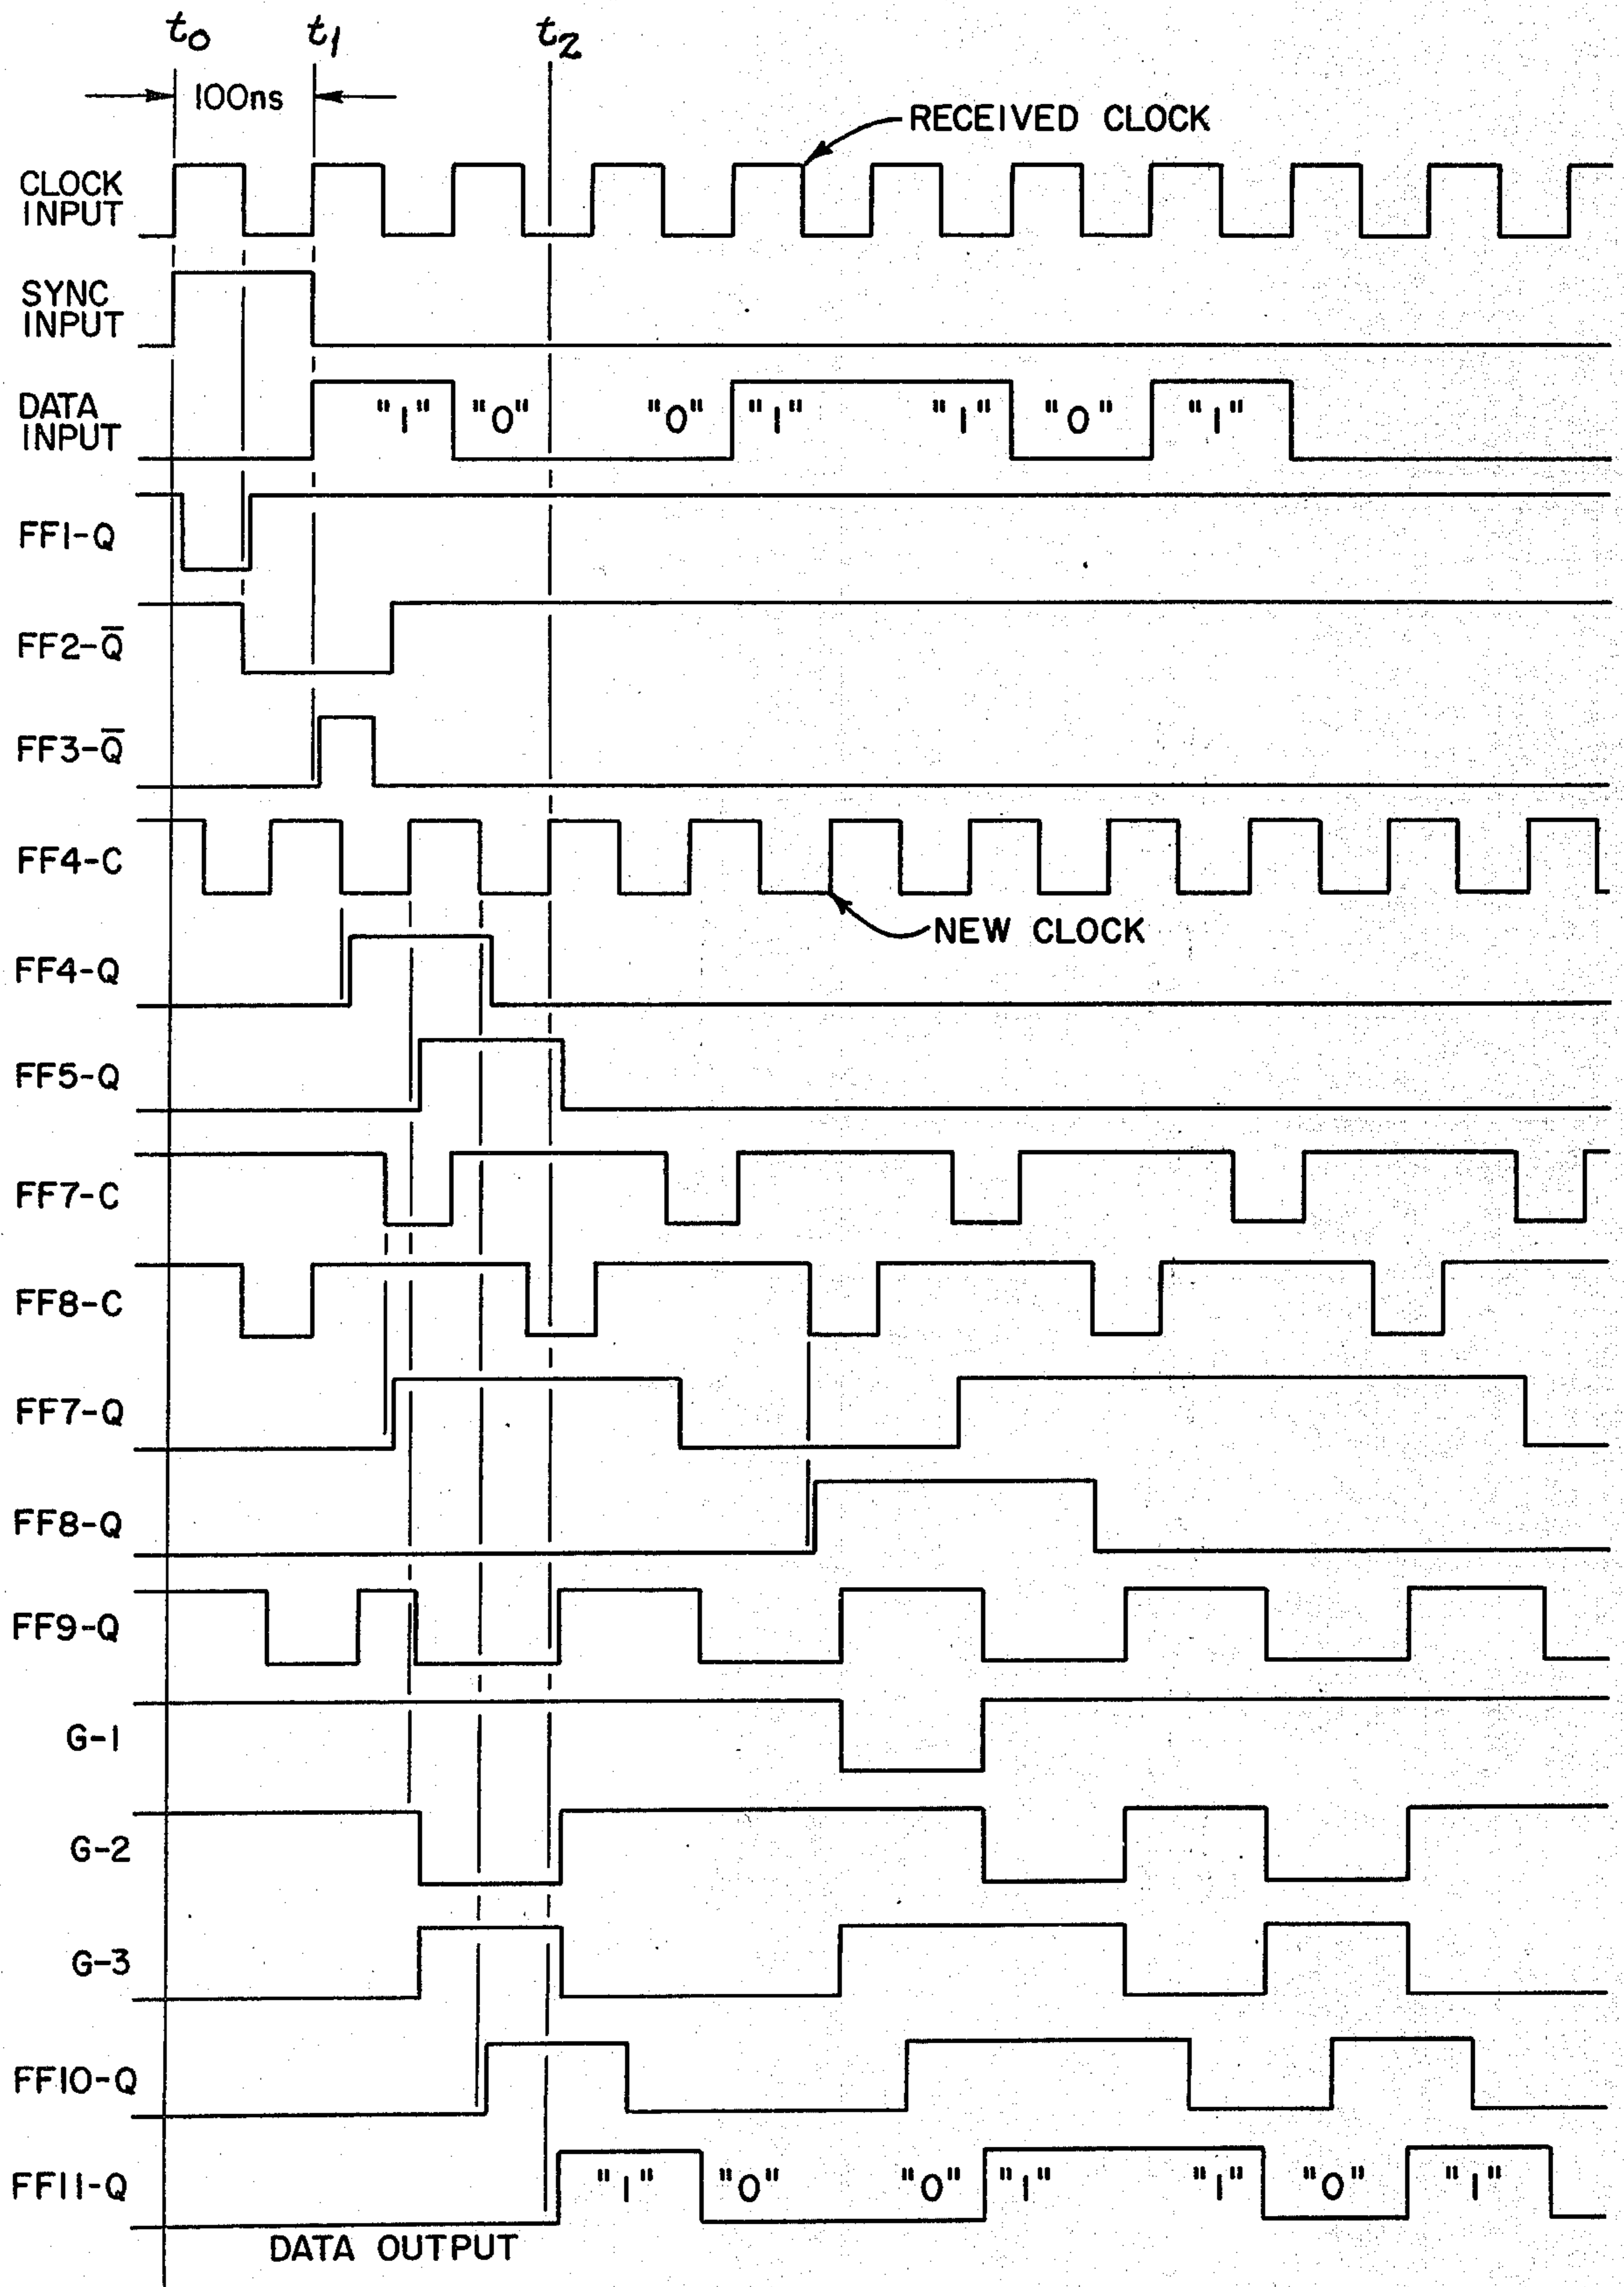 t0 t1 t2
100ns
RECEIVED CLOCK
CLOCK
INPUT
SYNC
INPUT
DATA
INPUT
"1" "0" "0" "1" "1" "0" "1"
FF1-Q
FF2-Q̅
FF3-Q̅
FF4-C
NEW CLOCK
FF4-Q
FF5-Q
FF7-C
FF8-C
FF7-Q
FF8-Q
FF9-Q
G-1
G-2
G-3
FF10-Q
FF11-Q
"1" "0" "0" "1" "1" "0" "1"
DATA OUTPUT